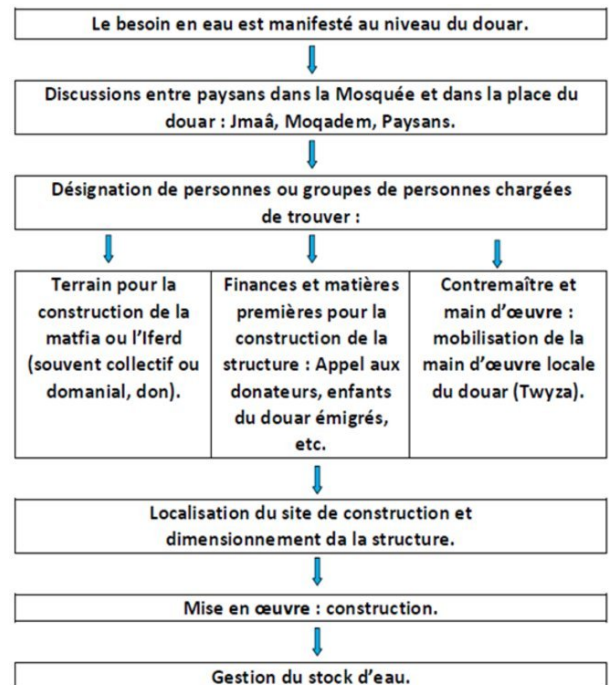 Le besoin en eau est manifesté au niveau du douar.
Discussions entre paysans dans la Mosquée et dans la place du
douar : Jmaâ, Moqadem, Paysans.
Désignation de personnes ou groupes de personnes chargées
de trouver :
Terrain pour la
construction de la
matfia ou l’Iferd
(souvent collectif ou
domanial, don).
Finances et matières
premières pour la
construction de la
structure : Appel aux
donateurs, enfants
du douar émigrés,
etc.
Contremaître et
main d’œuvre :
mobilisation de la
main d’œuvre locale
du douar (Twyza).
Localisation du site de construction et
dimensionnement da la structure.
Mise en œuvre : construction.
Gestion du stock d’eau.